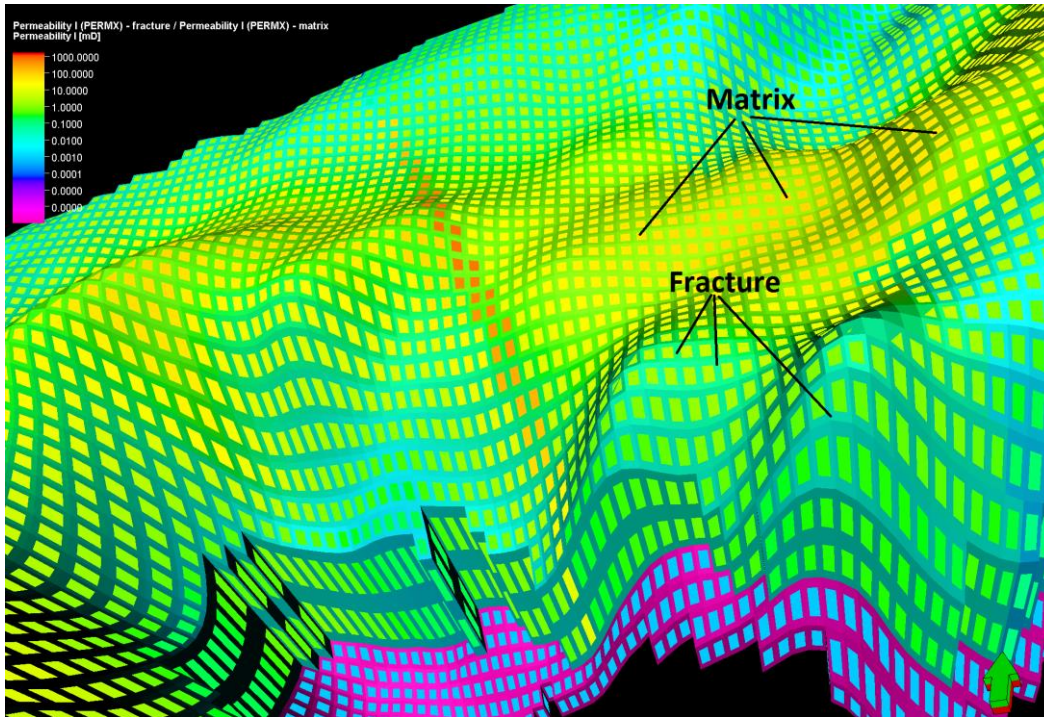 Permeability I (PERMX) - fracture / Permeability I (PERMX) - matrix
Permeability I [mD]
1000.0000
100.0000
10.0000
1.0000
0.1000
0.0100
0.0010
0.0001
0.0000
0.0000
Matrix
Fracture